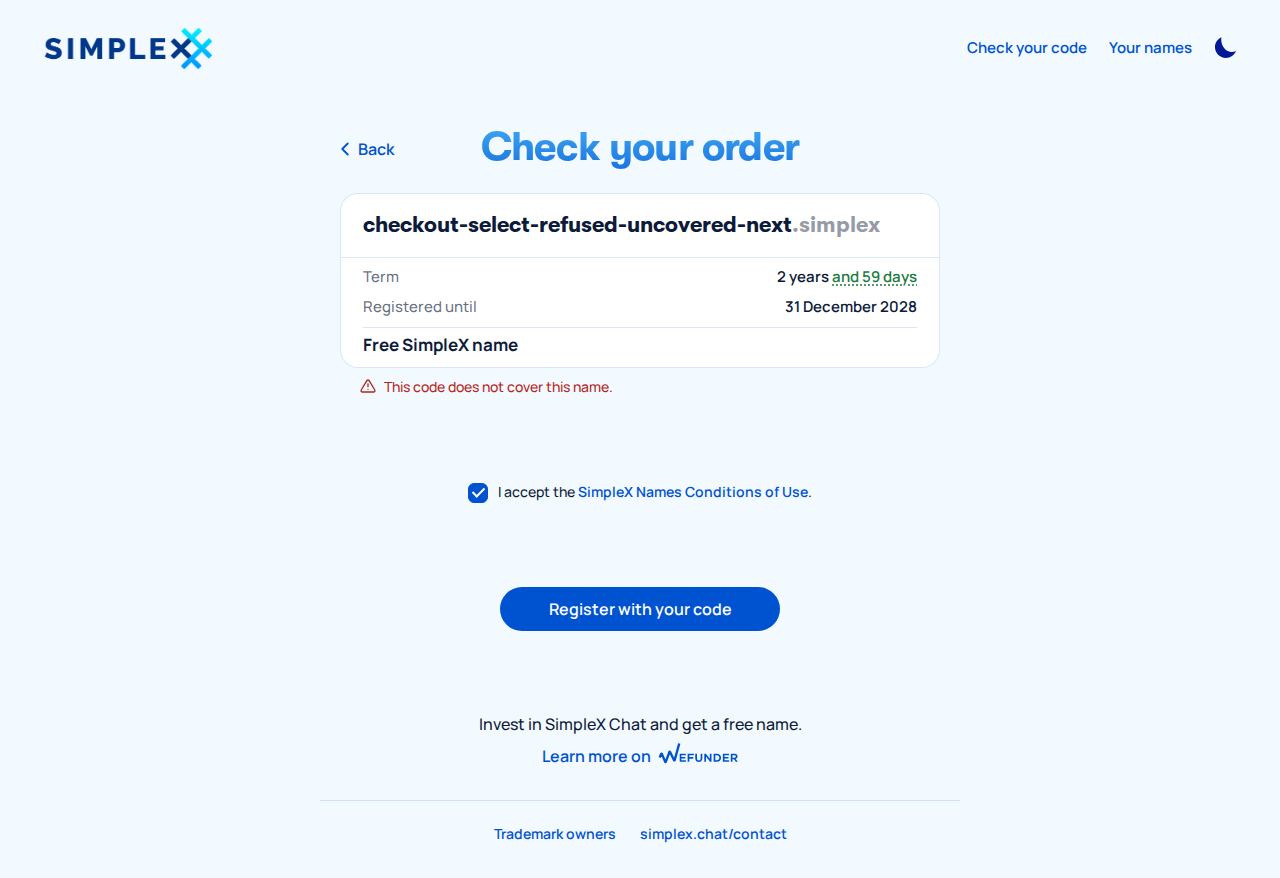 SIMPLEX
Check your code
Your names
Back
Check your order
checkout-select-refused-uncovered-next.simplex
Term
2 years and 59 days
Registered until
31 December 2028
Free SimpleX name
This code does not cover this name.
I accept the SimpleX Names Conditions of Use.
Register with your code
Invest in SimpleX Chat and get a free name.
Learn more on WEFUNDER
Trademark owners
simplex.chat/contact